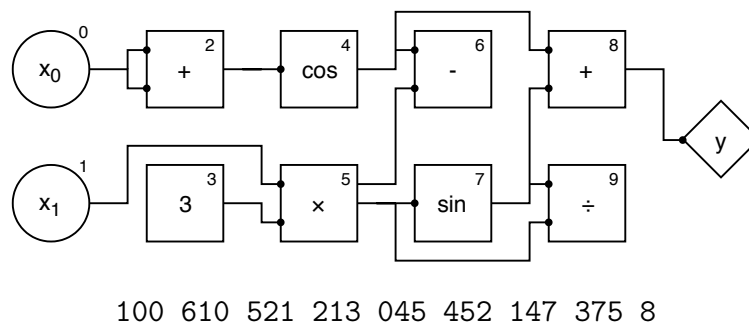 0 2 4 6 8
x₀ + cos - +
y
1 3 5 7 9
x₁ 3 × sin ÷
100 610 521 213 045 452 147 375 8